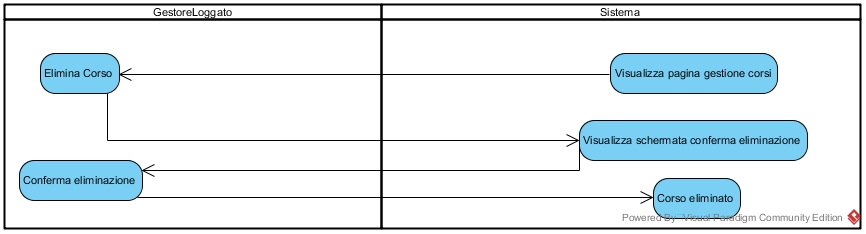 GestoreLoggato
Sistema
Elimina Corso
Visualizza pagina gestione corsi
Visualizza schermata conferma eliminazione
Conferma eliminazione
Corso eliminato
Powered By Visual Paradigm Community Edition